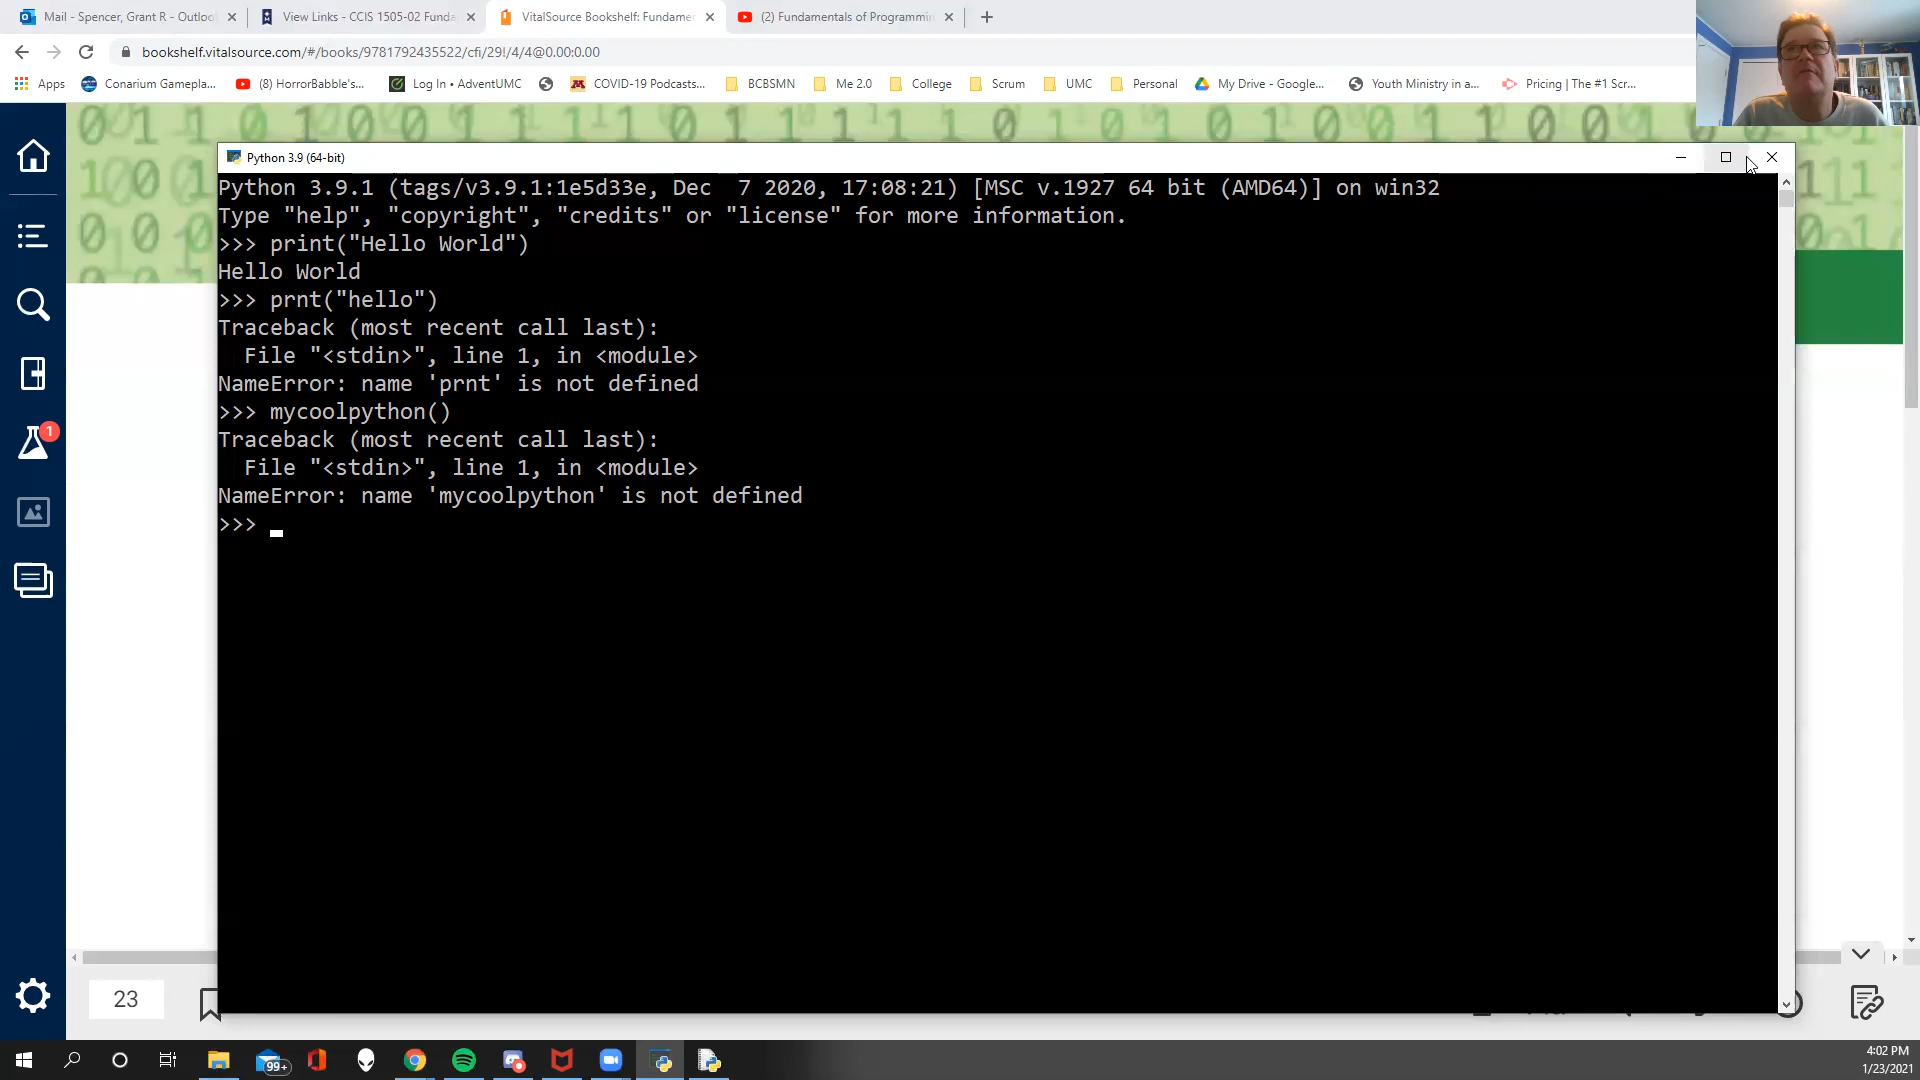 Mail - Spencer, Grant R - Outloo
View Links - CCIS 1505-02 Funda
VitalSource Bookshelf: Fundamen
(2) Fundamentals of Programmin
bookshelf.vitalsource.com/#/books/9781792435522/cfi/29!/4/4@0.00:0.00
Apps
Conarium Gamepla...
(8) HorrorBabble's...
Log In • AdventUMC
COVID-19 Podcasts...
BCBSMN
Me 2.0
College
Scrum
UMC
Personal
My Drive - Google...
Youth Ministry in a...
Pricing | The #1 Scr...
Python 3.9 (64-bit)
Python 3.9.1 (tags/v3.9.1:1e5d33e, Dec  7 2020, 17:08:21) [MSC v.1927 64 bit (AMD64)] on win32
Type "help", "copyright", "credits" or "license" for more information.
>>> print("Hello World")
Hello World
>>> prnt("hello")
Traceback (most recent call last):
  File "<stdin>", line 1, in <module>
NameError: name 'prnt' is not defined
>>> mycoolpython()
Traceback (most recent call last):
  File "<stdin>", line 1, in <module>
NameError: name 'mycoolpython' is not defined
>>>
1
23
99+
4:02 PM
1/23/2021